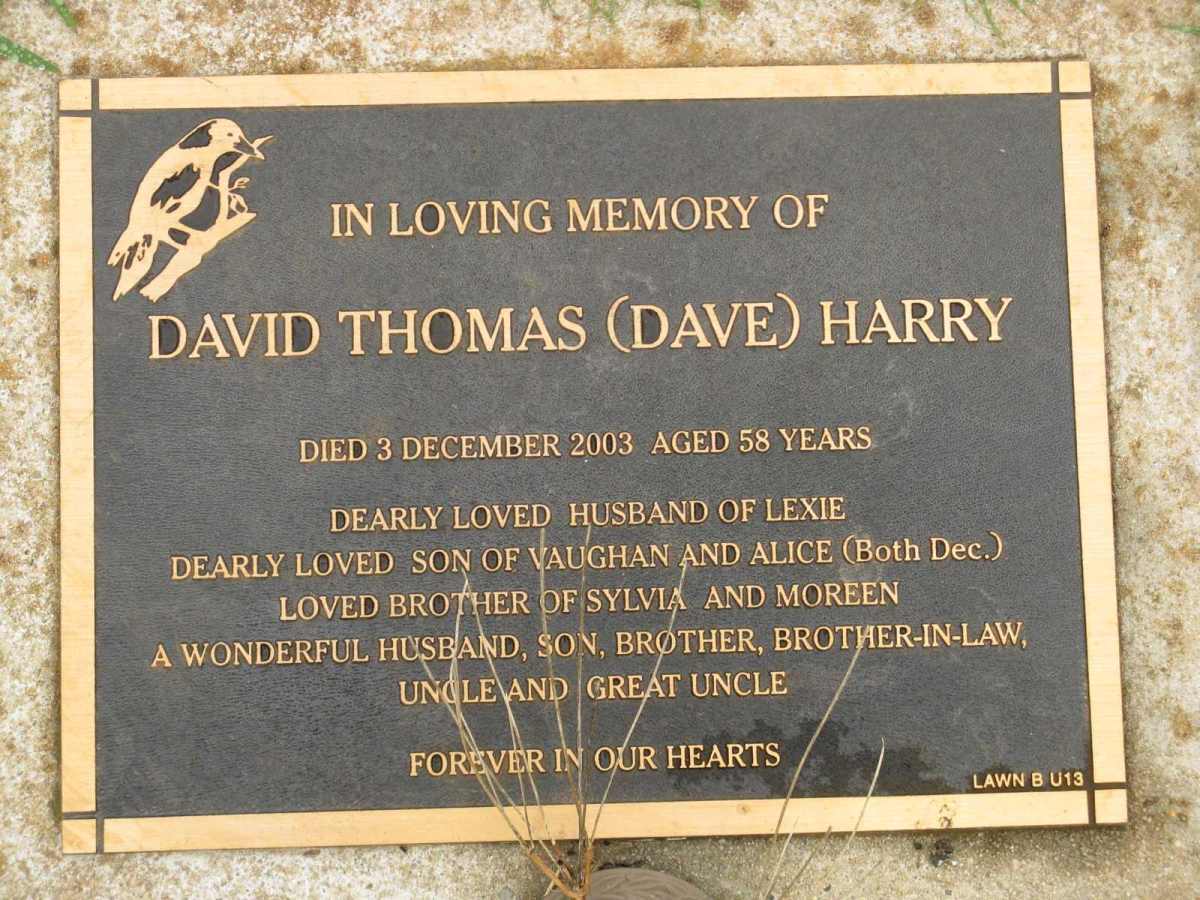 IN LOVING MEMORY OF
DAVID THOMAS (DAVE) HARRY
DIED 3 DECEMBER 2003 AGED 58 YEARS
DEARLY LOVED HUSBAND OF LEXIE
DEARLY LOVED SON OF VAUGHAN AND ALICE (Both Dec.)
LOVED BROTHER OF SYLVIA AND MOREEN
A WONDERFUL HUSBAND, SON, BROTHER, BROTHER-IN-LAW,
UNCLE AND GREAT UNCLE
FOREVER IN OUR HEARTS
LAWN B U13